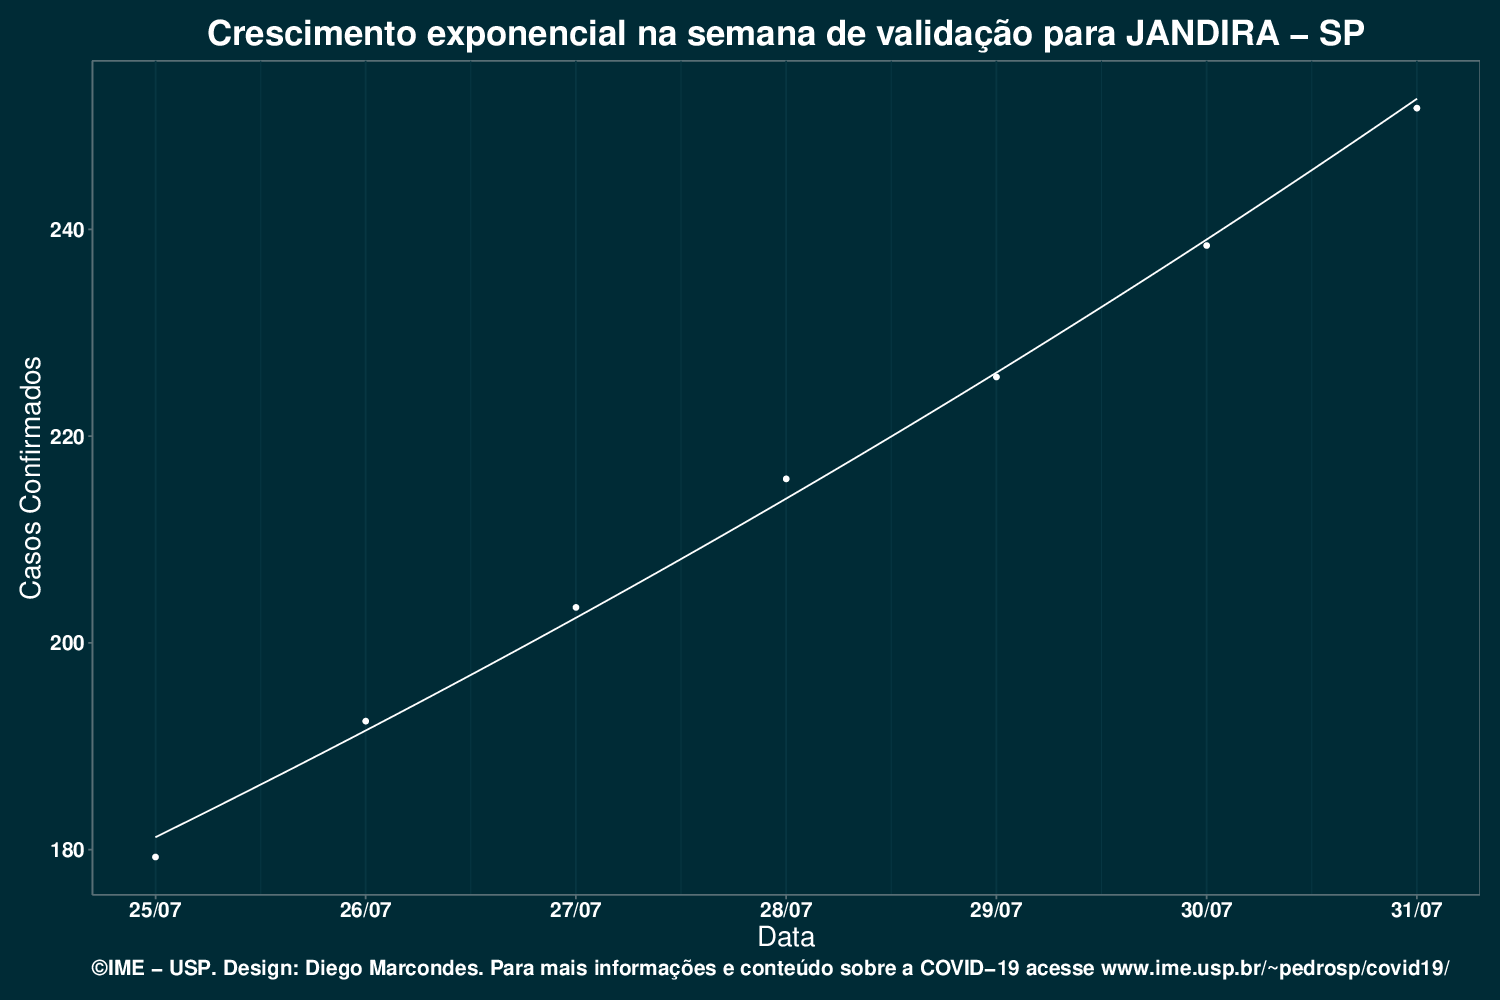 Crescimento exponencial na semana de validação para JANDIRA – SP
Casos Confirmados
240
220
200
180
25/07 26/07 27/07 28/07 29/07 30/07 31/07
Data
©IME – USP. Design: Diego Marcondes. Para mais informações e conteúdo sobre a COVID–19 acesse www.ime.usp.br/~pedrosp/covid19/